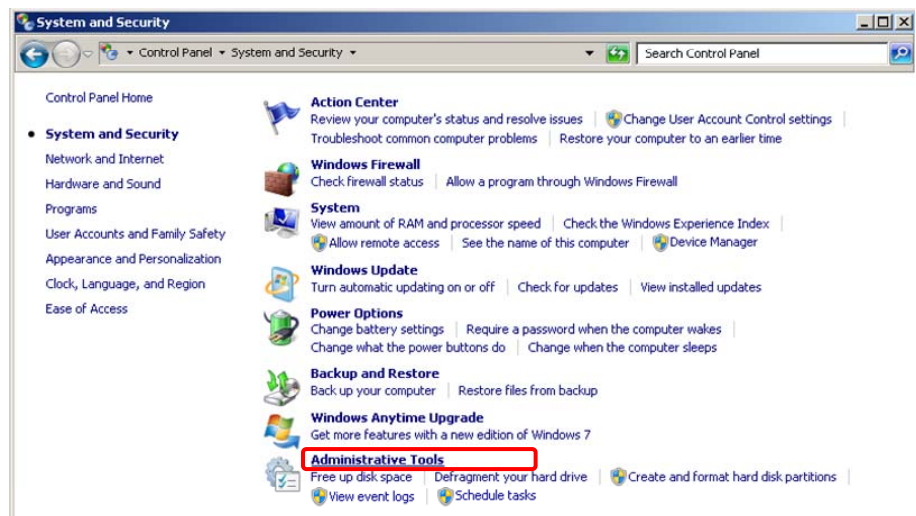 System and Security
Control Panel System and Security Search Control Panel
Control Panel Home
System and Security
Network and Internet
Hardware and Sound
Programs
User Accounts and Family Safety
Appearance and Personalization
Clock, Language, and Region
Ease of Access
Action Center
Review your computer's status and resolve issues Change User Account Control settings
Troubleshoot common computer problems Restore your computer to an earlier time
Windows Firewall
Check firewall status Allow a program through Windows Firewall
System
View amount of RAM and processor speed Check the Windows Experience Index
Allow remote access See the name of this computer Device Manager
Windows Update
Turn automatic updating on or off Check for updates View installed updates
Power Options
Change battery settings Require a password when the computer wakes
Change what the power buttons do Change when the computer sleeps
Backup and Restore
Back up your computer Restore files from backup
Windows Anytime Upgrade
Get more features with a new edition of Windows 7
Administrative Tools
Free up disk space Defragment your hard drive Create and format hard disk partitions
View event logs Schedule tasks